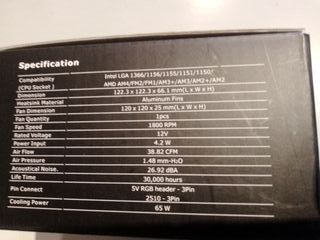 Specification
Compatibility Intel LGA 1366/1156/1155/1151/1150/
(CPU Socket ) AMD AM4/FM2/FM1/AM3+/AM3/AM2+/AM2
Dimension 122.3 x 122.3 x 66.1 mm(L x W x H)
Heatsink Material Aluminum Fins
Fan Dimension 120 x 120 x 25 mm(L x W x H)
Fan Quantity 1pcs
Fan Speed 1800 RPM
Rated Voltage 12V
Power Input 4.2 W
Air Flow 38.82 CFM
Air Pressure 1.48 mm-H2O
Acoustical Noise. 26.92 dBA
Life Time 30,000 hours
Pin Connect 5V RGB header - 3Pin
2510 - 3Pin
Cooling Power 65 W